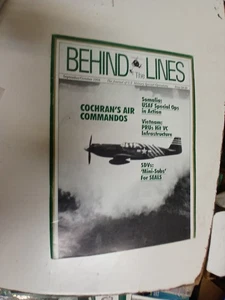 BEHIND The LINES
COCHRAN'S AIR
COMMANDOS
Somalia:
USAF Special Ops
in Action
Vietnam:
PRUs Hit VC
Infrastructure
SDVs:
'Mini-Subs'
For SEALS